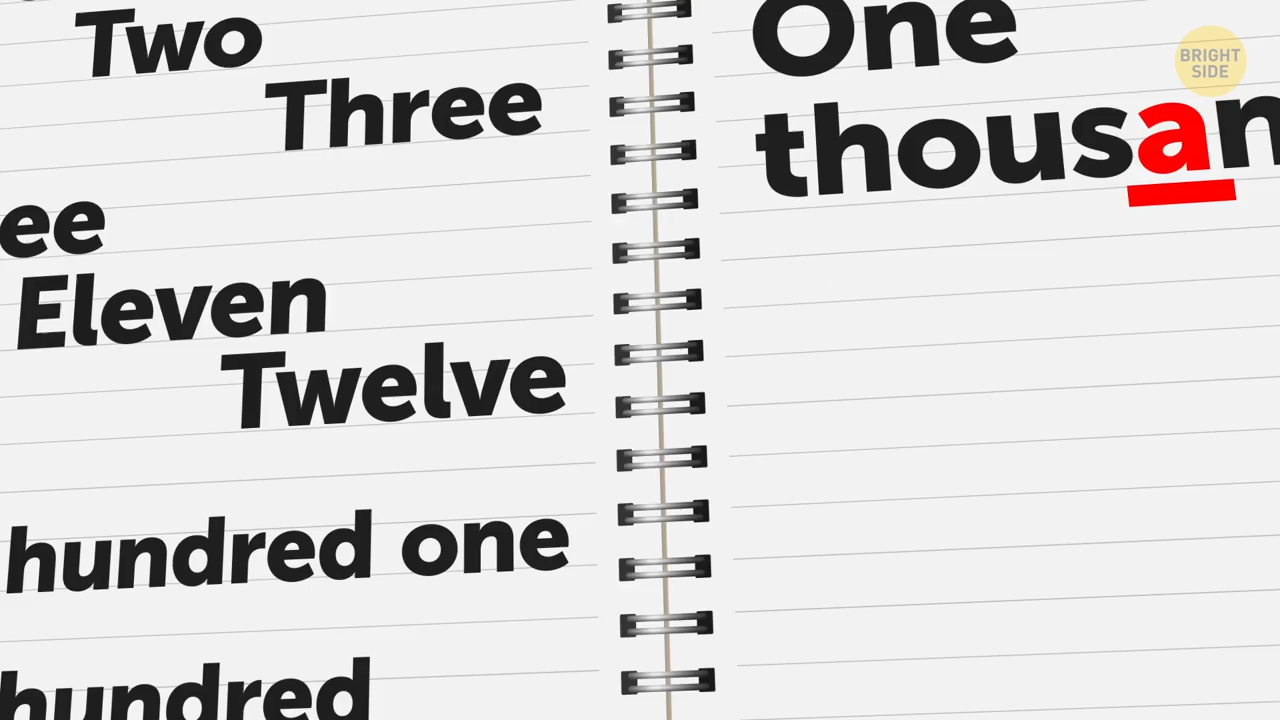 Two
Three
ee
Eleven
Twelve
hundred one
hundred
One
thousan
BRIGHT
SIDE